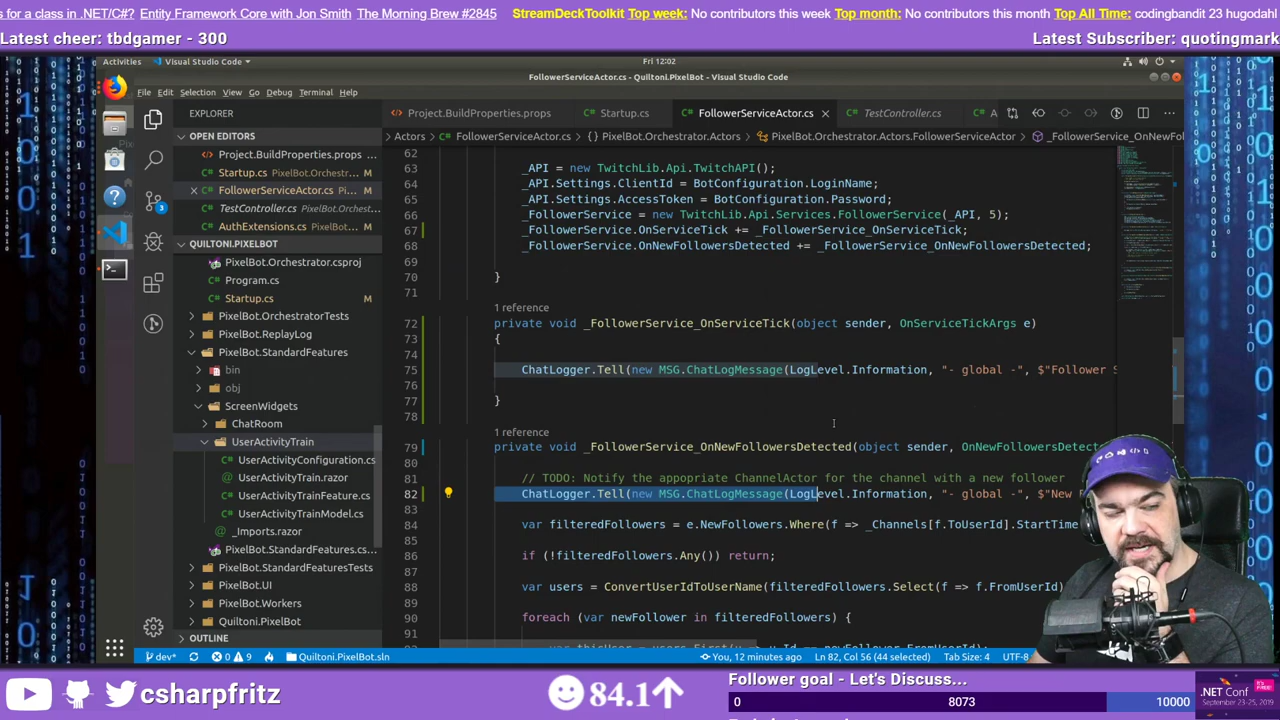 s for a class in .NET/C#? Entity Framework Core with Jon Smith The Morning Brew #2845 StreamDeckToolkit Top week: No contributors this week Top month: No contributors this month Top All Time: codingbandit 23 hugodahl
Latest cheer: tbdgamer - 300
Latest Subscriber: quotingmark
Activities Visual Studio Code Fri 12:02
FollowerServiceActor.cs - Quiltoni.PixelBot - Visual Studio Code
File Edit Selection View Go Debug Terminal Help
EXPLORER
OPEN EDITORS
Project.BuildProperties.props
Startup.cs PixelBot.Orchestr... M
FollowerServiceActor.cs Pi... M
TestController.cs PixelBot.Orchest...
AuthExtensions.cs PixelBot... M
QUILTONI.PIXELBOT
PixelBot.Orchestrator.csproj
Program.cs
Startup.cs M
PixelBot.OrchestratorTests
PixelBot.ReplayLog
PixelBot.StandardFeatures
bin
obj
ScreenWidgets
ChatRoom
UserActivityTrain
UserActivityConfiguration.cs
UserActivityTrain.razor
UserActivityTrainFeature.cs
UserActivityTrainModel.cs
_Imports.razor
PixelBot.StandardFeatures.cs...
PixelBot.StandardFeaturesTests
PixelBot.UI
PixelBot.Workers
Quiltoni.PixelBot
OUTLINE
Project.BuildProperties.props Startup.cs FollowerServiceActor.cs TestController.cs A
Actors FollowerServiceActor.cs {} PixelBot.Orchestrator.Actors PixelBot.Orchestrator.Actors.FollowerServiceActor _FollowerService_OnNewFol
62
63 _API = new TwitchLib.Api.TwitchAPI();
64 _API.Settings.ClientId = BotConfiguration.LoginName;
65 _API.Settings.AccessToken = BotConfiguration.Password;
66 _FollowerService = new TwitchLib.Api.Services.FollowerService(_API, 5);
67 _FollowerService.OnServiceTick += _FollowerService_OnServiceTick;
68 _FollowerService.OnNewFollowersDetected += _FollowerService_OnNewFollowersDetected;
69
70 }
71
1 reference
72 private void _FollowerService_OnServiceTick(object sender, OnServiceTickArgs e)
73 {
74
75 ChatLogger.Tell(new MSG.ChatLogMessage(LogLevel.Information, "- global -", $"Follower S
76
77 }
78
1 reference
79 private void _FollowerService_OnNewFollowersDetected(object sender, OnNewFollowersDetecte
80
81 // TODO: Notify the appopriate ChannelActor for the channel with a new follower
82 ChatLogger.Tell(new MSG.ChatLogMessage(LogLevel.Information, "- global -", $"New F
83
84 var filteredFollowers = e.NewFollowers.Where(f => _Channels[f.ToUserId].StartTime
85
86 if (!filteredFollowers.Any()) return;
87
88 var users = ConvertUserIdToUserName(filteredFollowers.Select(f => f.FromUserId)
89
90 foreach (var newFollower in filteredFollowers) {
91
dev* 0 9 Quiltoni.PixelBot.sln You, 12 minutes ago Ln 82, Col 56 (44 selected) Tab Size: 4 UTF-8
csharpfritz
84.1
Follower goal - Let's Discuss...
0 8073 10000
.NET Conf
September 23-25, 2019